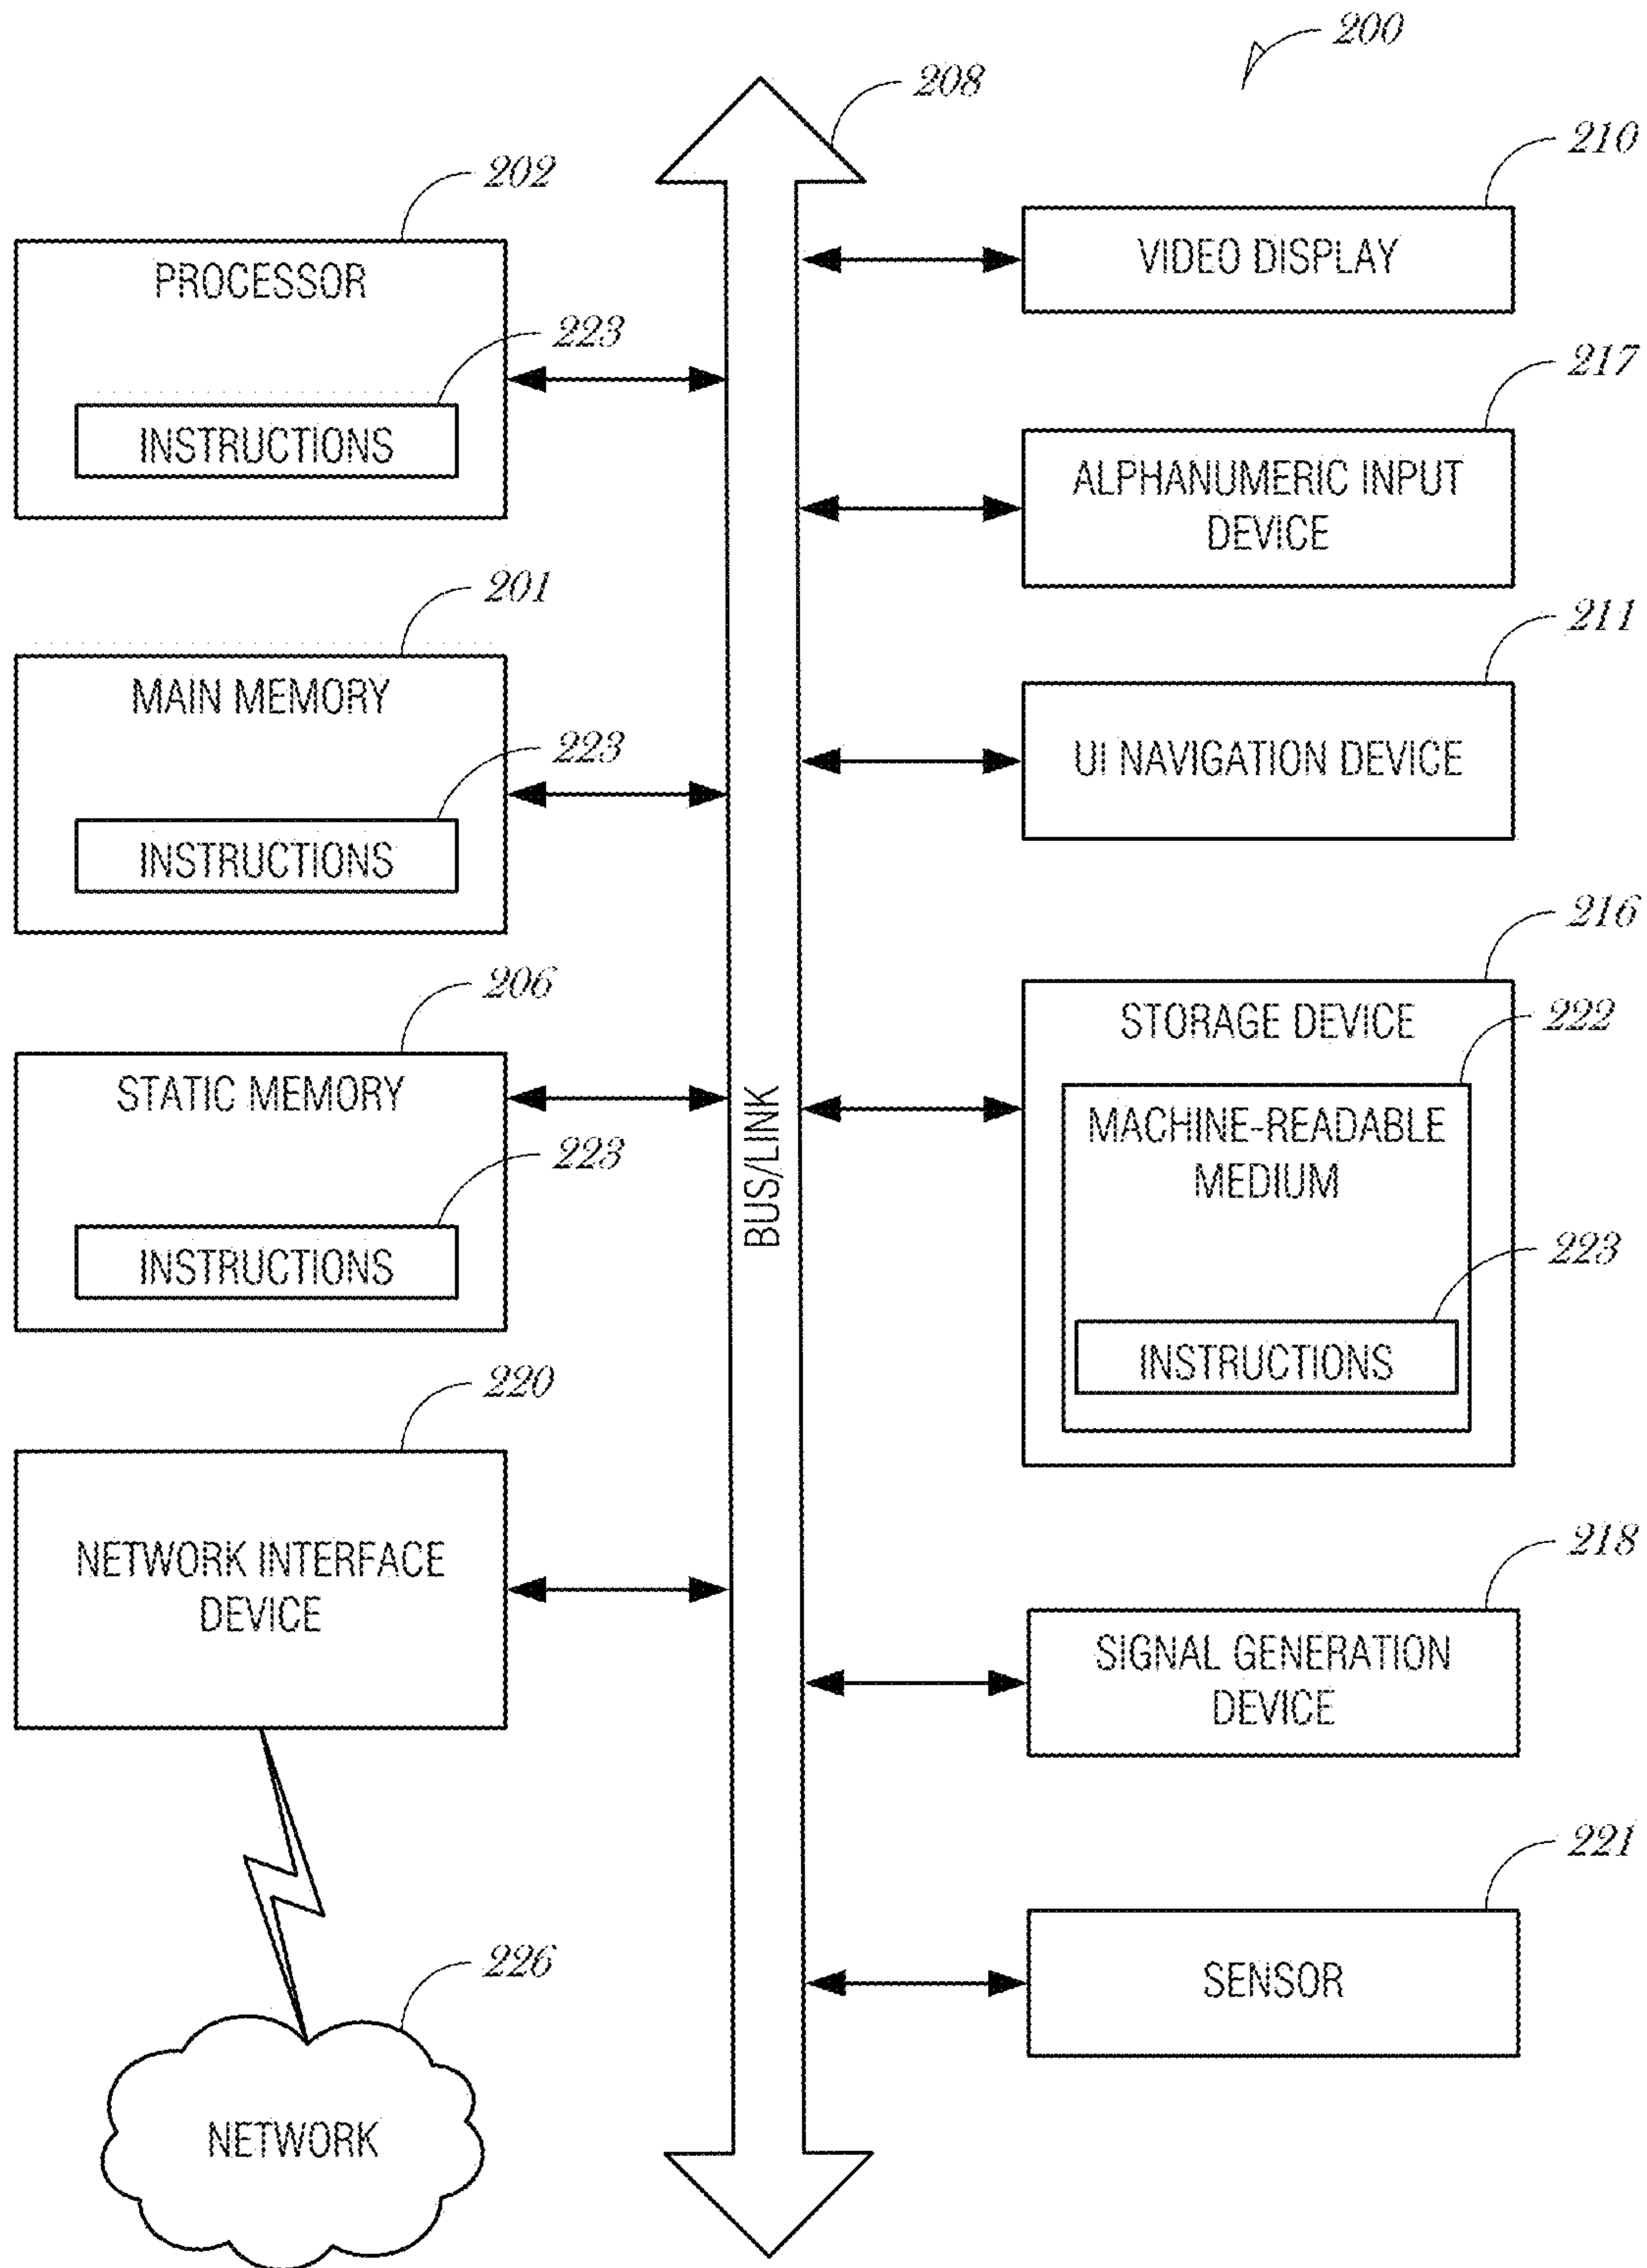 200
208
202
PROCESSOR
223
INSTRUCTIONS
201
MAIN MEMORY
223
INSTRUCTIONS
206
STATIC MEMORY
223
INSTRUCTIONS
220
NETWORK INTERFACE
DEVICE
226
NETWORK
BUS/LINK
210
VIDEO DISPLAY
217
ALPHANUMERIC INPUT
DEVICE
211
UI NAVIGATION DEVICE
216
STORAGE DEVICE
222
MACHINE-READABLE
MEDIUM
223
INSTRUCTIONS
218
SIGNAL GENERATION
DEVICE
221
SENSOR